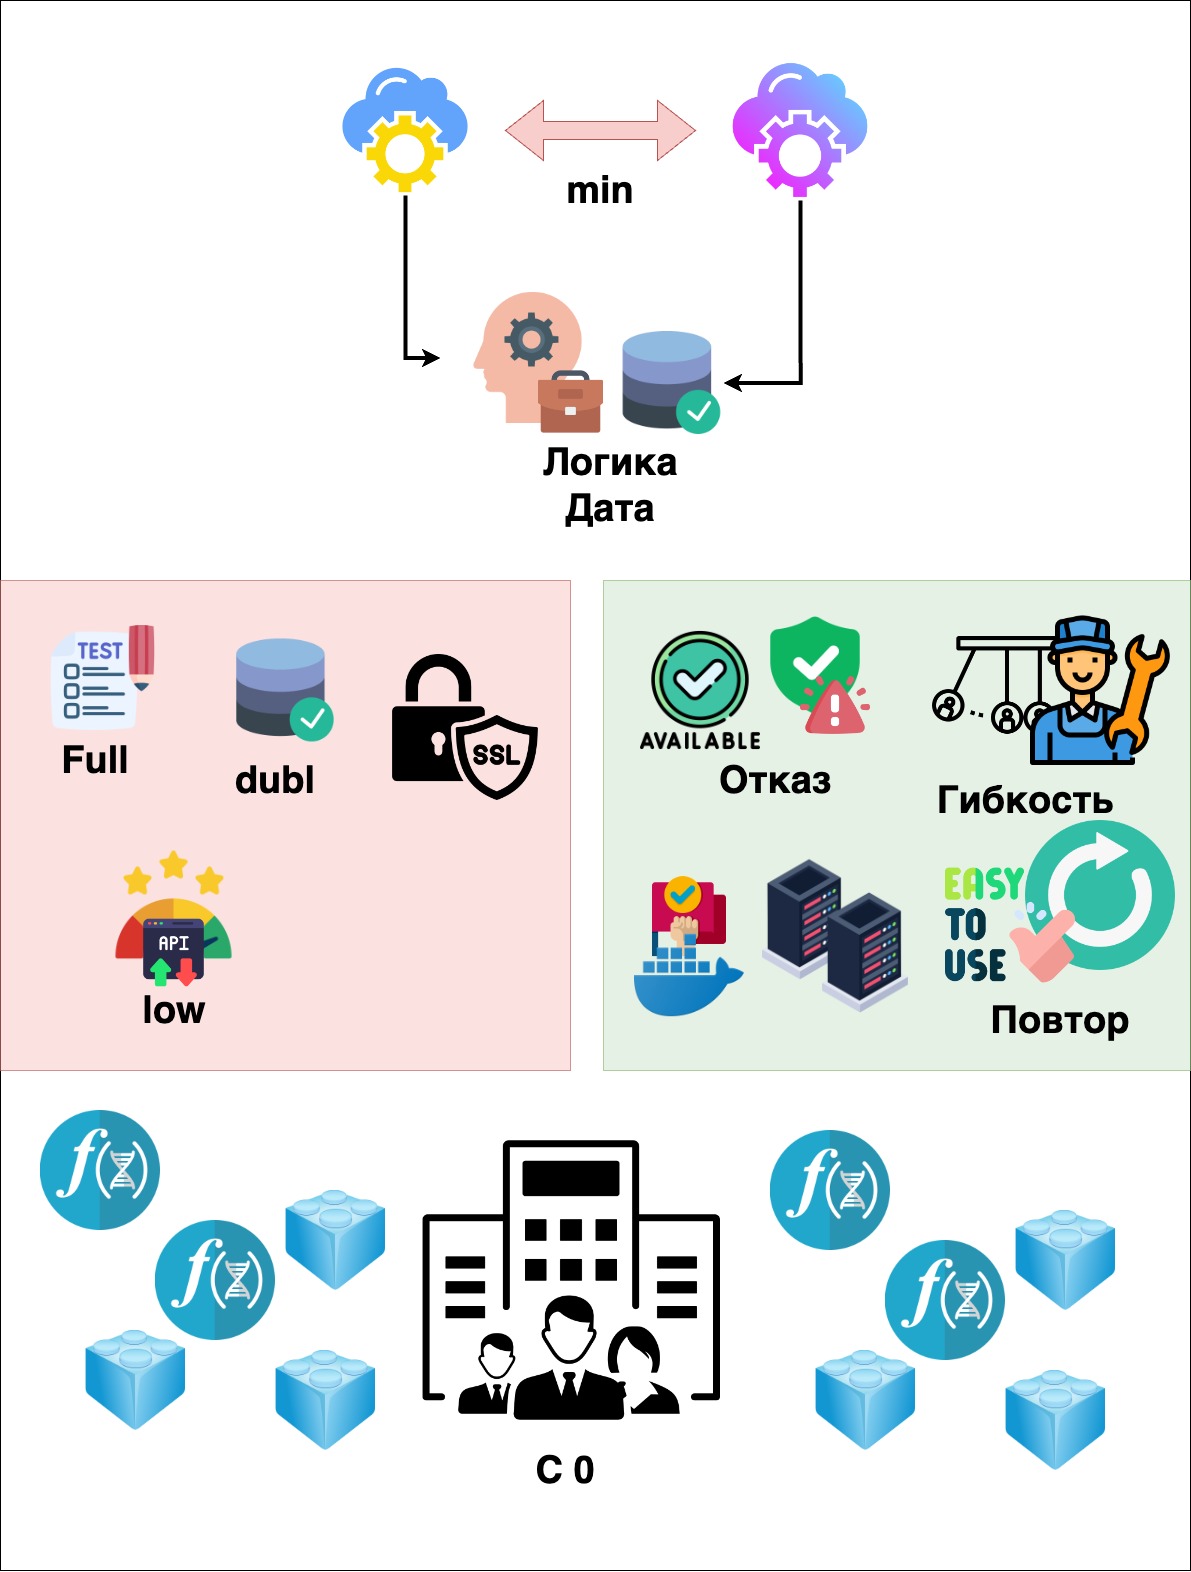 min
Логика
Дата
TEST
Full
dubl
SSL
API
low
AVAILABLE
Отказ
Гибкость
EASY
TO
USE
Повтор
f()
f()
f()
f()
С 0